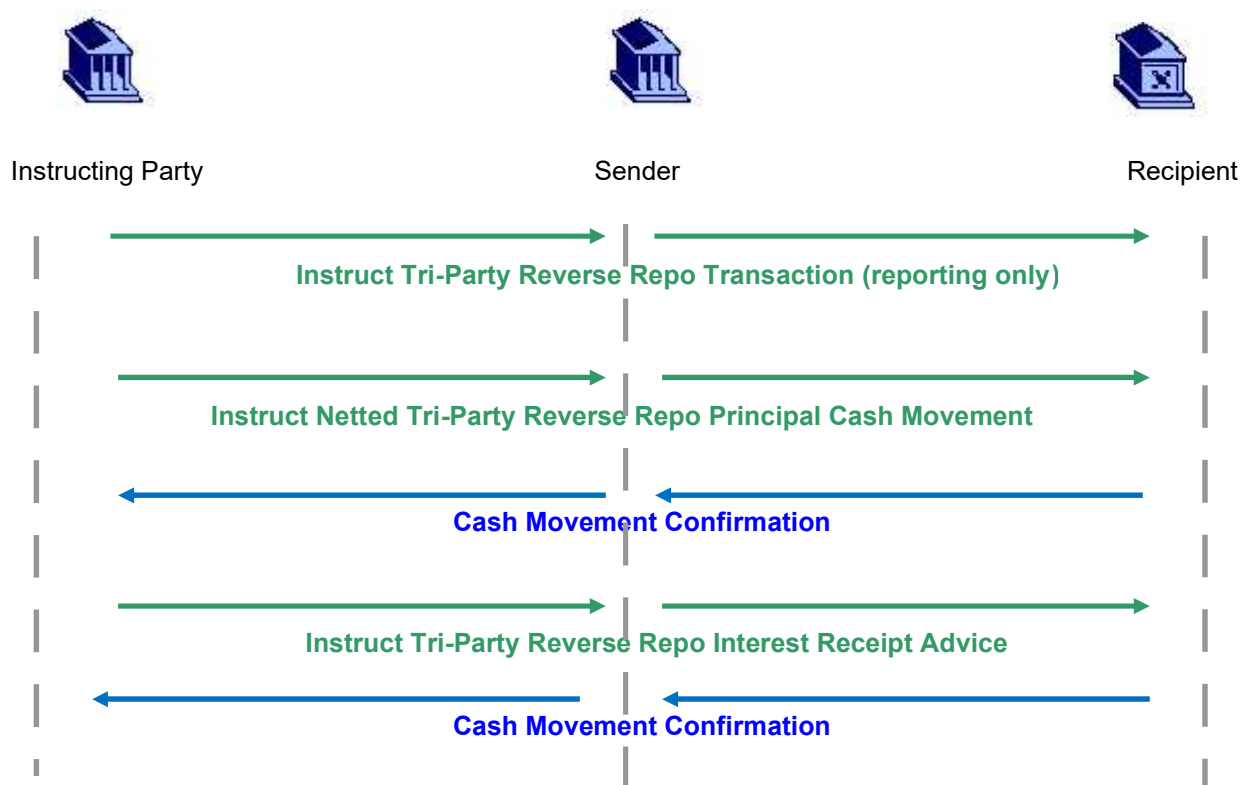 Instructing Party
Sender
Recipient
Instruct Tri-Party Reverse Repo Transaction (reporting only)
Instruct Netted Tri-Party Reverse Repo Principal Cash Movement
Cash Movement Confirmation
Instruct Tri-Party Reverse Repo Interest Receipt Advice
Cash Movement Confirmation